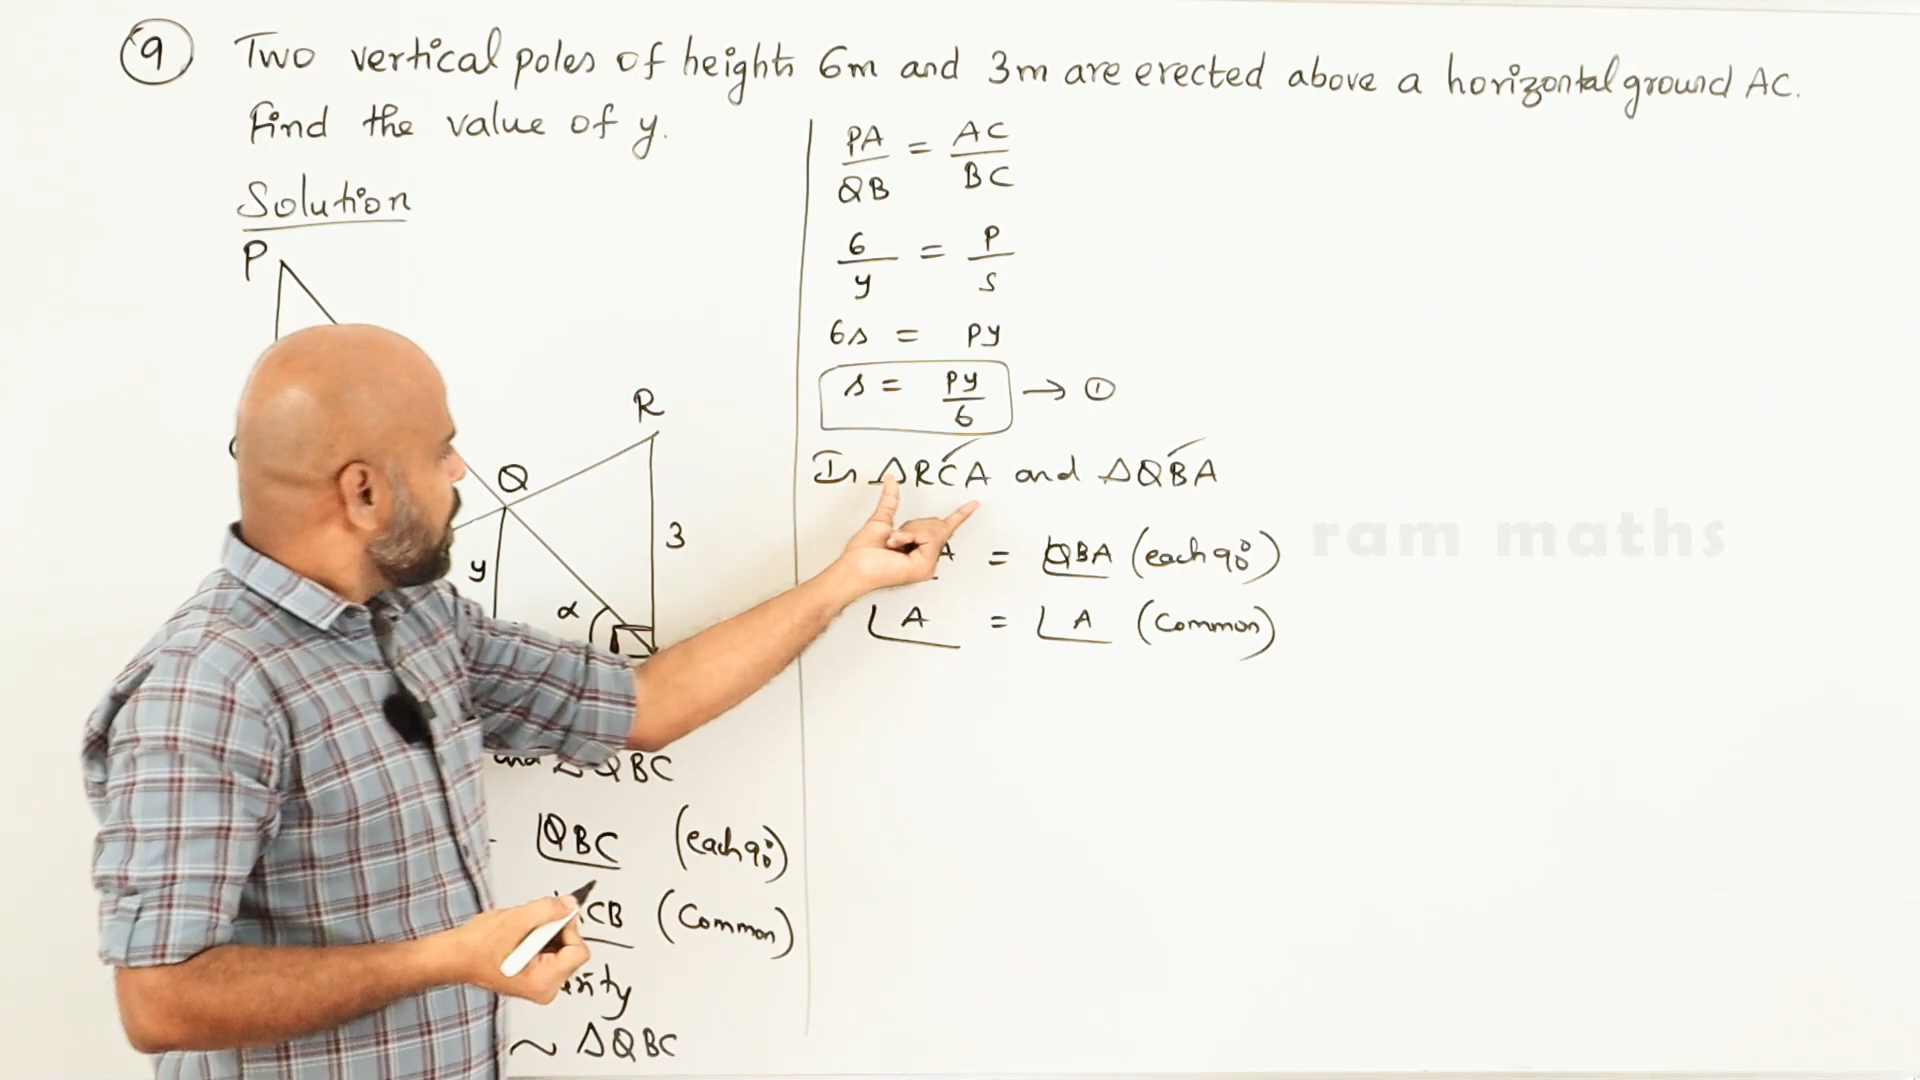 9 Two vertical poles of heights 6m and 3m are erected above a horizontal ground AC.
Find the value of y.
Solution
P
R
Q
3
y
α
and ΔQBC
QBC (each 90°)
CB (Common)
~ ΔQBC
PA/QB = AC/BC
6/y = P/s
6s = Py
s = Py/6 → ①
In ΔRCA and ΔQBA
A = ∠QBA (each 90°)
∠A = ∠A (Common)
ram maths